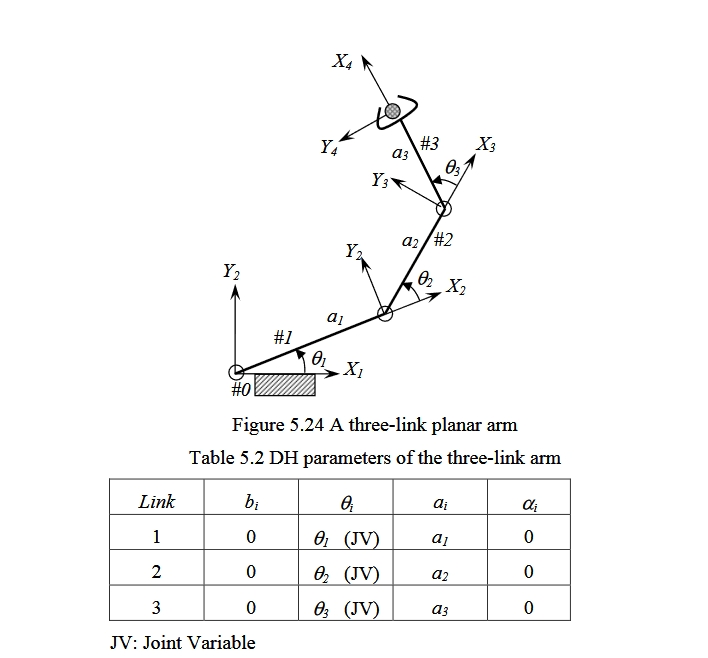 X4
Y4
a3
#3
X3
θ3
Y3
a2
#2
Y2
Y2
θ2
X2
a1
#1
θ1
X1
#0
Figure 5.24 A three-link planar arm
Table 5.2 DH parameters of the three-link arm
Link bi θi ai αi
1 0 θ1 (JV) a1 0
2 0 θ2 (JV) a2 0
3 0 θ3 (JV) a3 0
JV: Joint Variable